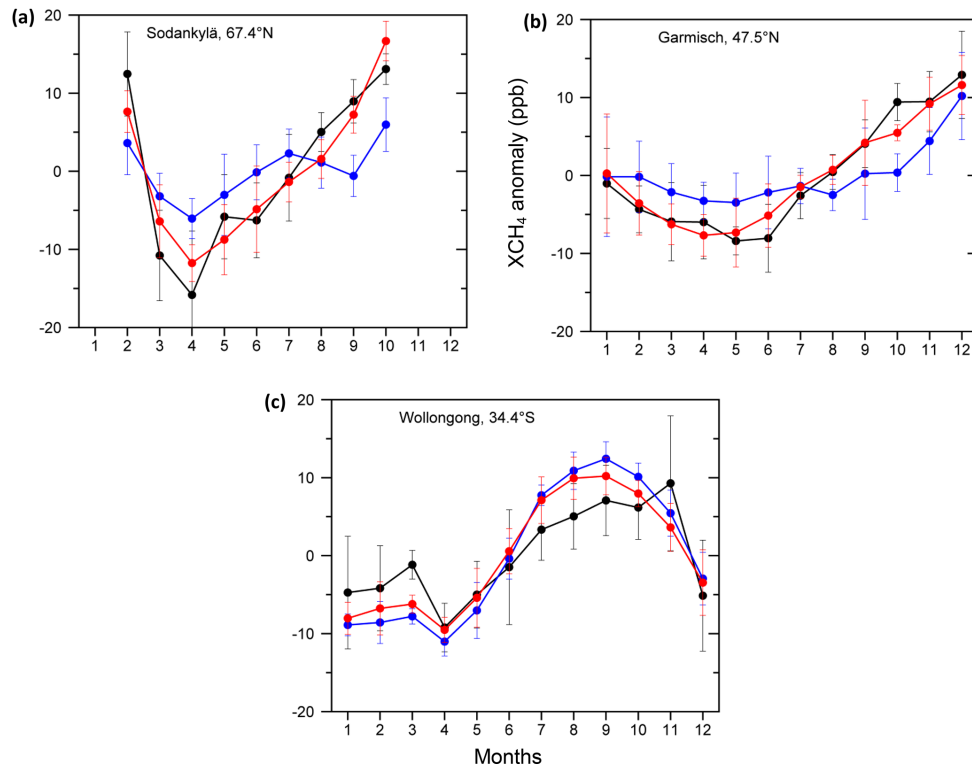 (a)
Sodankylä, 67.4°N
20
10
0
-10
-20
1 2 3 4 5 6 7 8 9 10 11 12
(b)
Garmisch, 47.5°N
XCH₄ anomaly (ppb)
20
10
0
-10
-20
1 2 3 4 5 6 7 8 9 10 11 12
(c)
Wollongong, 34.4°S
20
10
0
-10
-20
1 2 3 4 5 6 7 8 9 10 11 12
Months